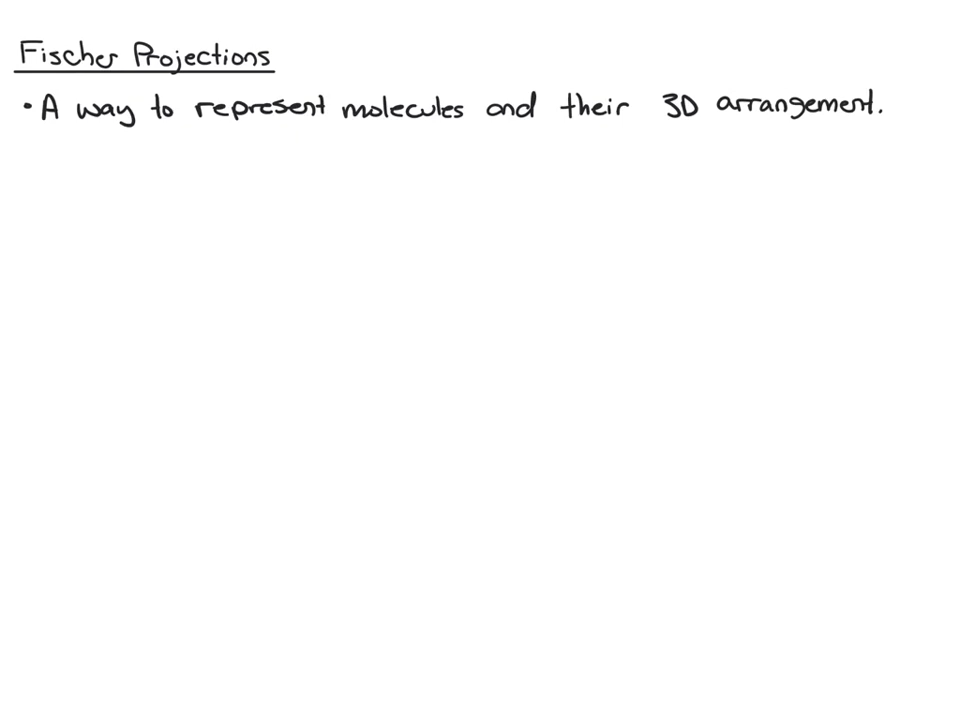 Fischer Projections
• A way to represent molecules and their 3D arrangement.